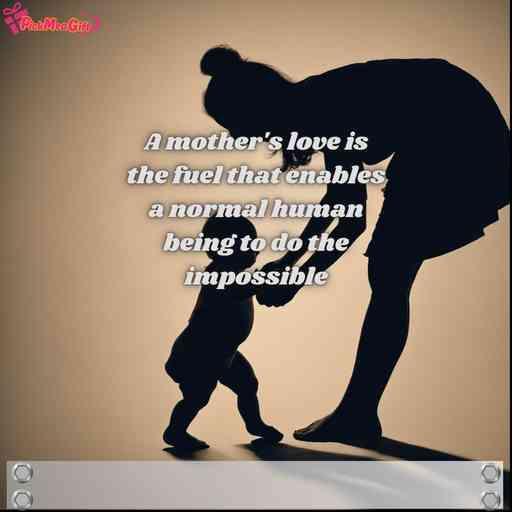 PickMeaGift
A mother's love is
the fuel that enables
a normal human
being to do the
impossible